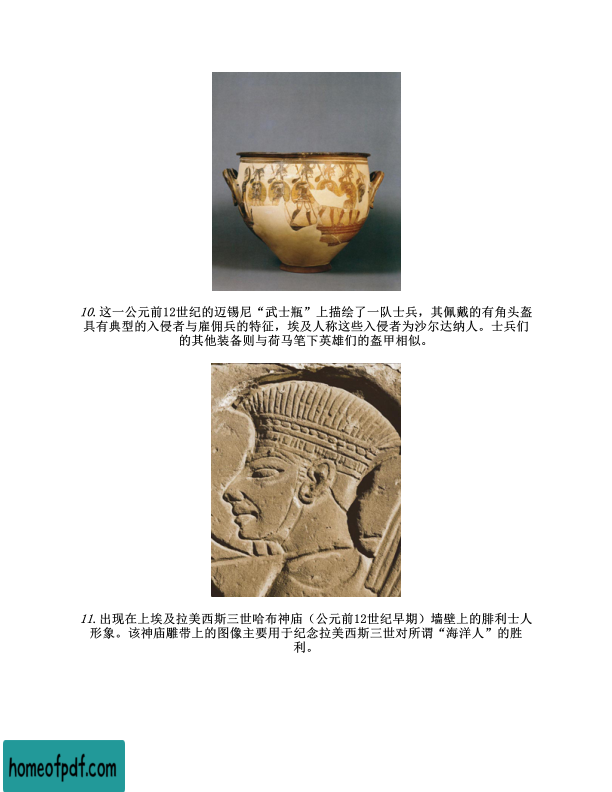 10.这一公元前12世纪的迈锡尼“武士瓶”上描绘了一队士兵，其佩戴的有角头盔
具有典型的入侵者与雇佣兵的特征，埃及人称这些入侵者为沙尔达纳人。士兵们
的其他装备则与荷马笔下英雄们的盔甲相似。
11.出现在上埃及拉美西斯三世哈布神庙（公元前12世纪早期）墙壁上的腓利士人
形象。该神庙雕带上的图像主要用于纪念拉美西斯三世对所谓“海洋人”的胜
利。
homeofpdf.com